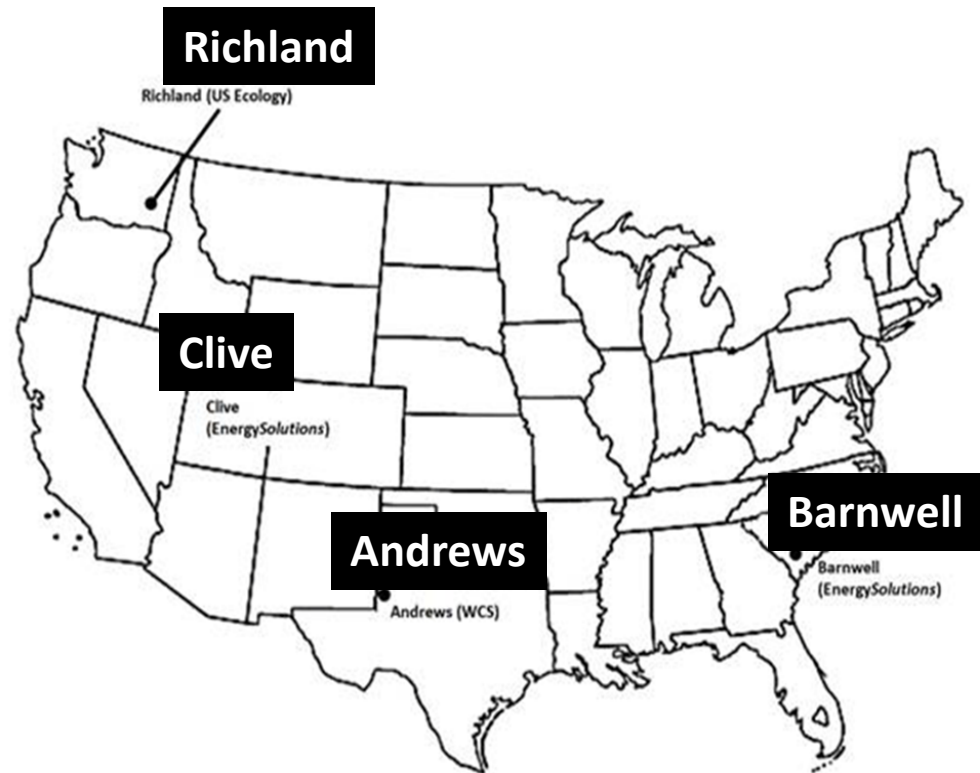 Richland
Richland (US Ecology)
Clive
Clive
(EnergySolutions)
Andrews
Andrews (WCS)
Barnwell
Barnwell
(EnergySolutions)